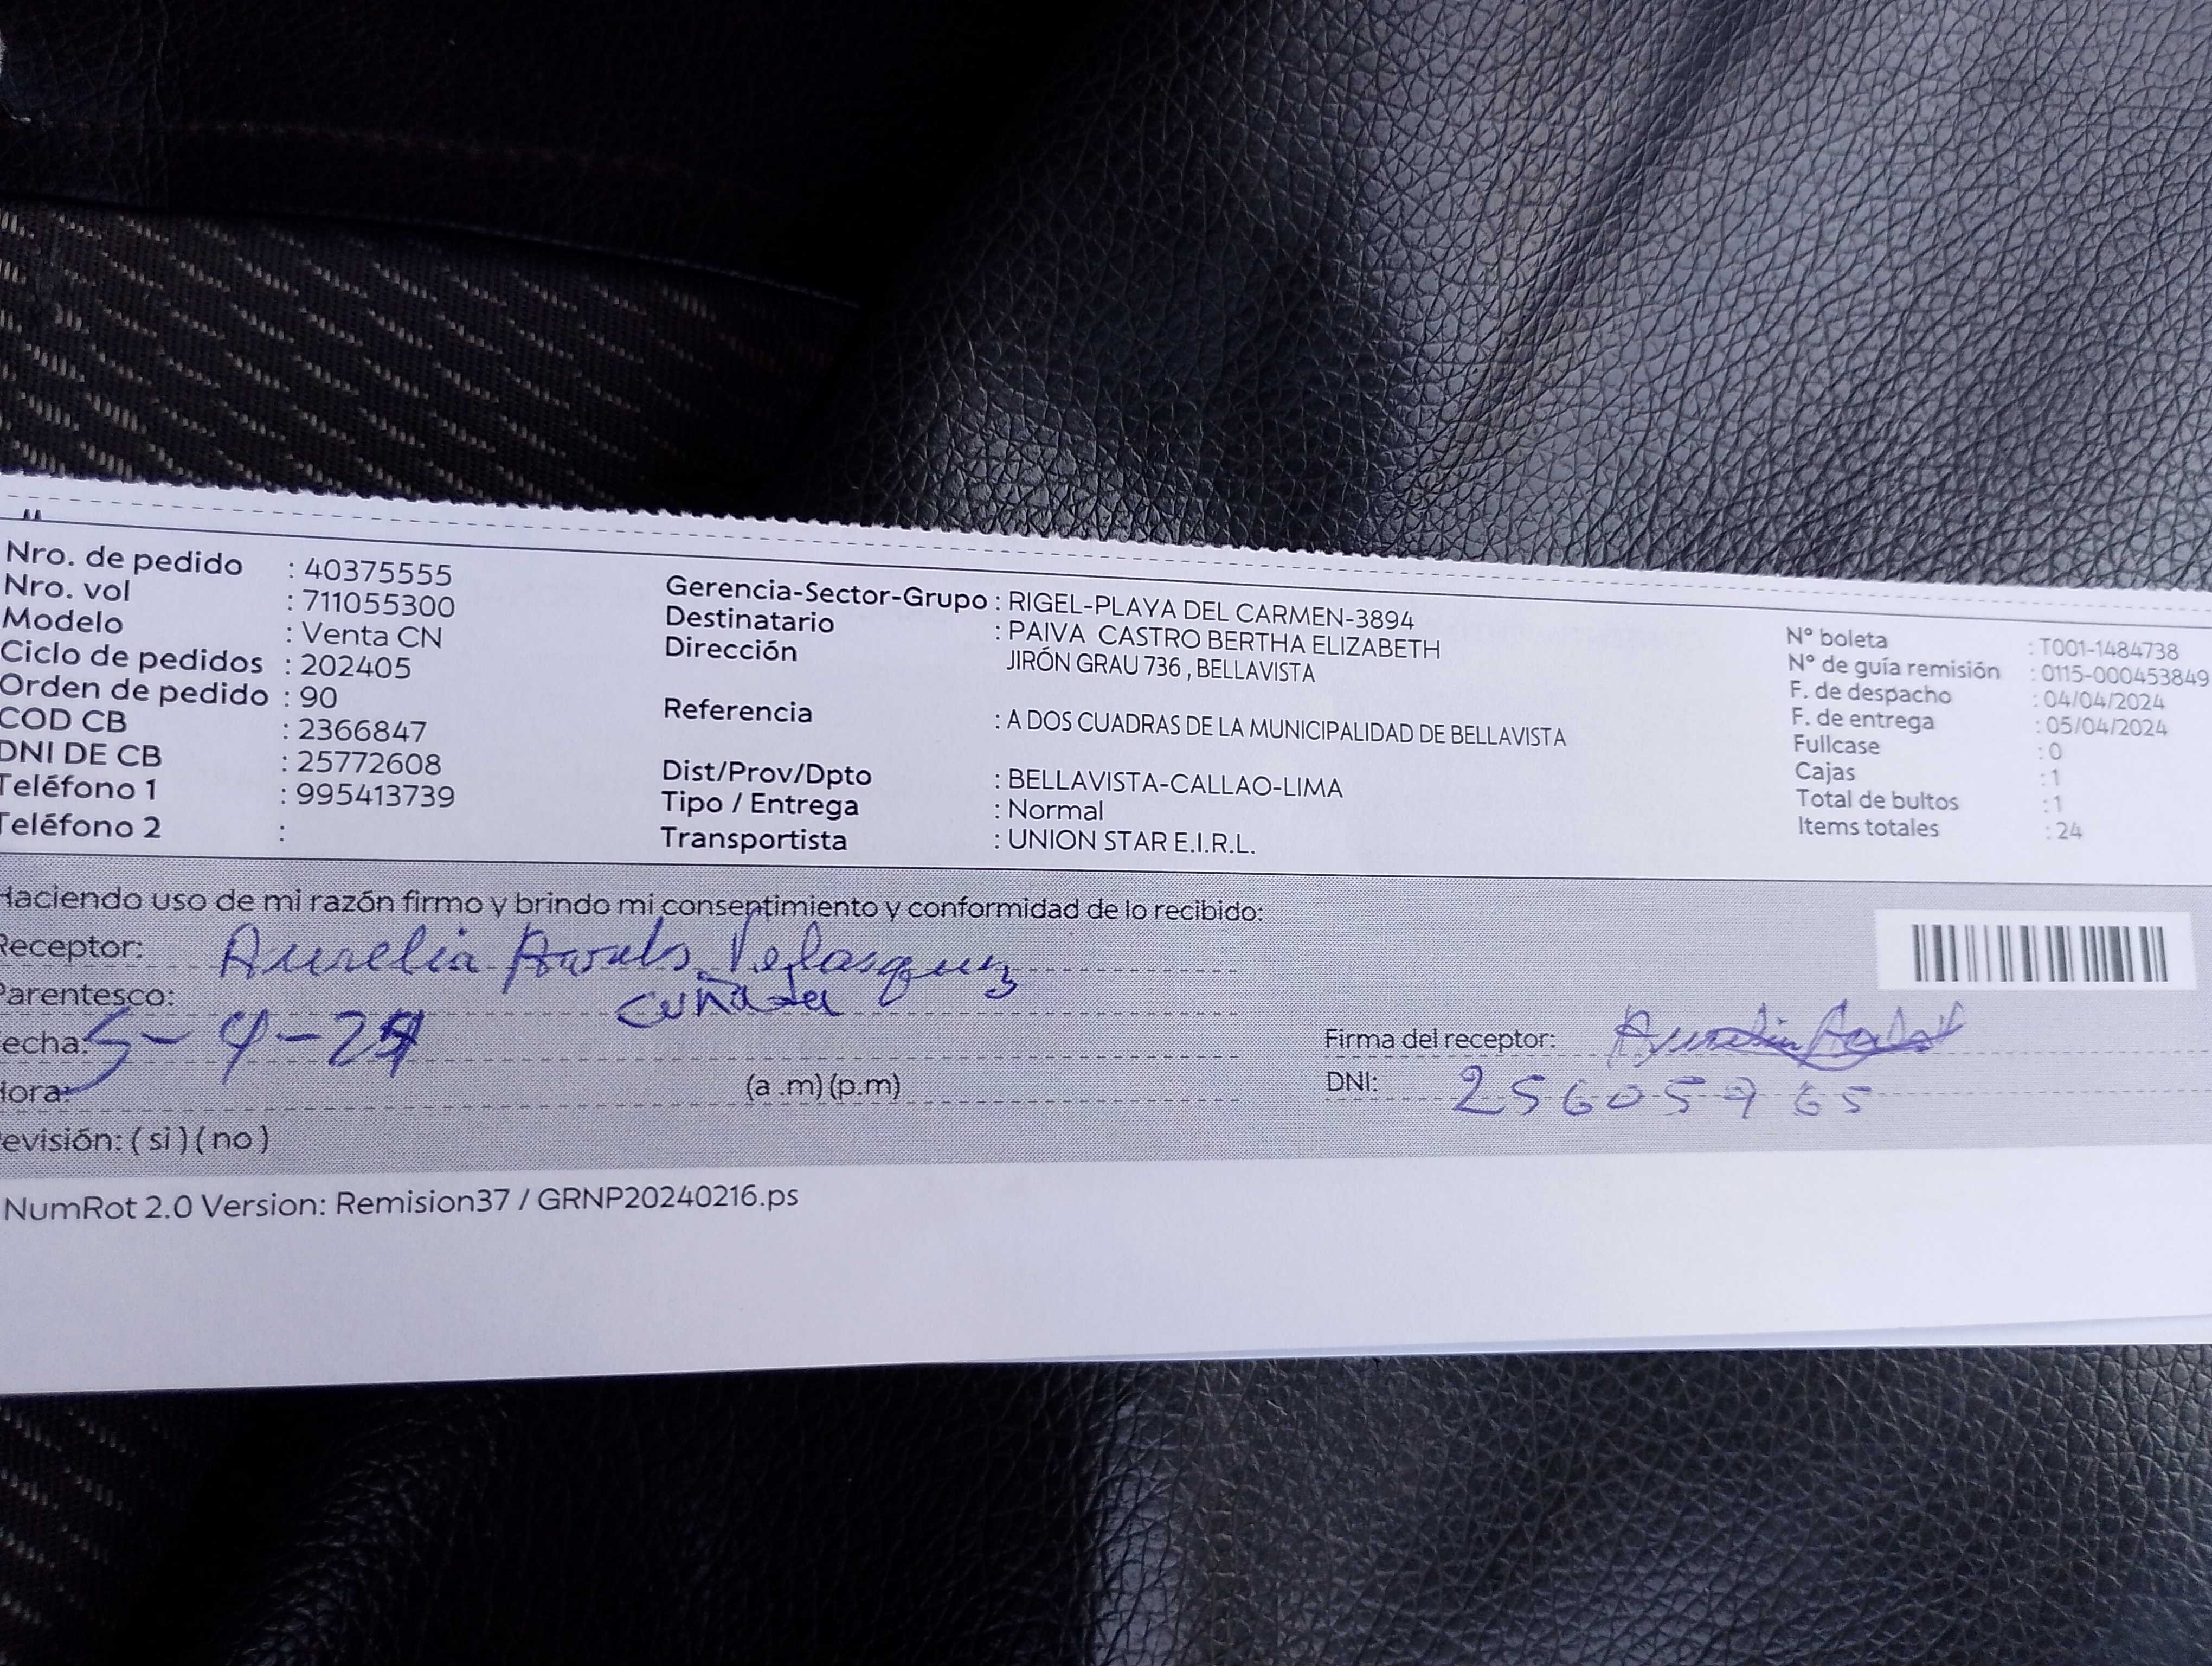 Nro. de pedido : 40375555
Nro. vol : 711055300
Modelo : Venta CN
Ciclo de pedidos : 202405
Orden de pedido : 90
COD CB : 2366847
DNI DE CB : 25772608
Teléfono 1 : 995413739
Teléfono 2 :
Gerencia-Sector-Grupo : RIGEL-PLAYA DEL CARMEN-3894
Destinatario : PAIVA CASTRO BERTHA ELIZABETH
Dirección JIRÓN GRAU 736 , BELLAVISTA
Referencia : A DOS CUADRAS DE LA MUNICIPALIDAD DE BELLAVISTA
Dist/Prov/Dpto : BELLAVISTA-CALLAO-LIMA
Tipo / Entrega : Normal
Transportista : UNION STAR E.I.R.L.
N° boleta : T001-1484738
N° de guía remisión : 0115-000453849
F. de despacho : 04/04/2024
F. de entrega : 05/04/2024
Fullcase : 0
Cajas : 1
Total de bultos : 1
Items totales : 24
Haciendo uso de mi razón firmo y brindo mi consentimiento y conformidad de lo recibido:
Receptor: Aurelia Velasquez
Parentesco: cuñada
echa: 5-4-24
Hora: (a .m) (p.m)
evisión: ( si ) ( no )
Firma del receptor: Aurelia
DNI: 25605965
NumRot 2.0 Version: Remision37 / GRNP20240216.ps